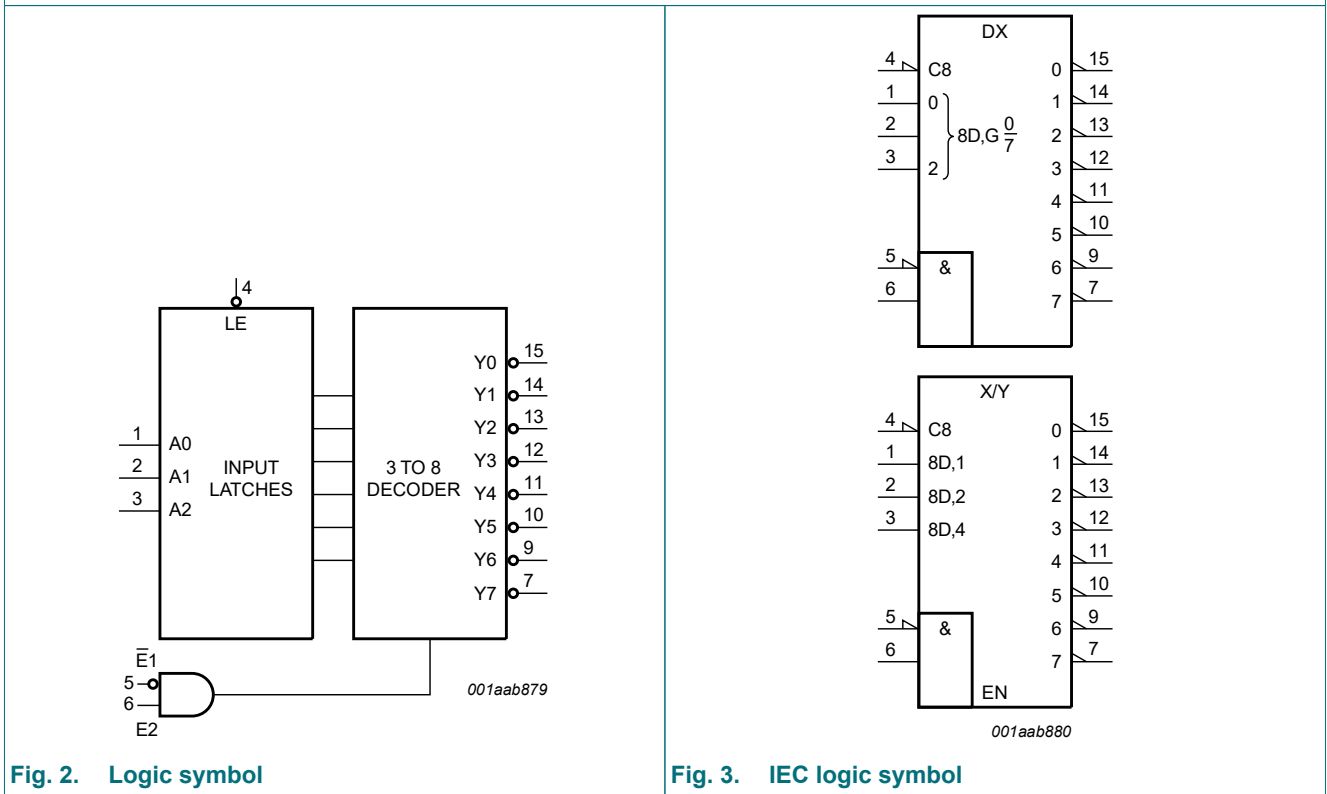 4
LE
1
A0
2
A1
3
A2
INPUT
LATCHES
3 TO 8
DECODER
Y0 15
Y1 14
Y2 13
Y3 12
Y4 11
Y5 10
Y6 9
Y7 7
E̅1
5
6
E2
001aab879
Fig. 2. Logic symbol
DX
4 C8 0 15
1 0 1 14
2 8D,G 0/7 2 13
3 2 3 12
4 11
5 10
5 & 6 9
6 7 7
X/Y
4 C8 0 15
1 8D,1 1 14
2 8D,2 2 13
3 8D,4 3 12
4 11
5 10
5 & 6 9
6 7 7
EN
001aab880
Fig. 3. IEC logic symbol